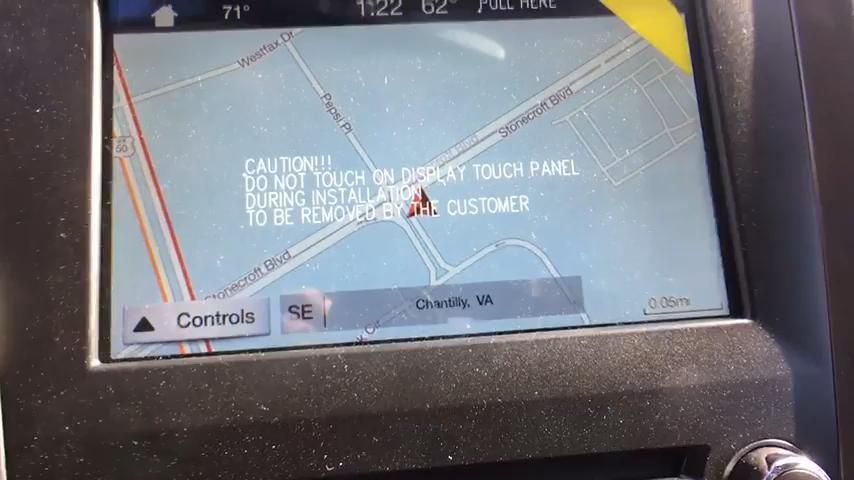 71° 1:22 62° PULL HERE
Westfax Dr
Pepsi Pl
Stonecroft Blvd
50
CAUTION!!!
DO NOT TOUCH ON DISPLAY TOUCH PANEL
DURING INSTALLATION
TO BE REMOVED BY THE CUSTOMER
Stonecroft Blvd
Controls
SE
Chantilly, VA
0.05mi